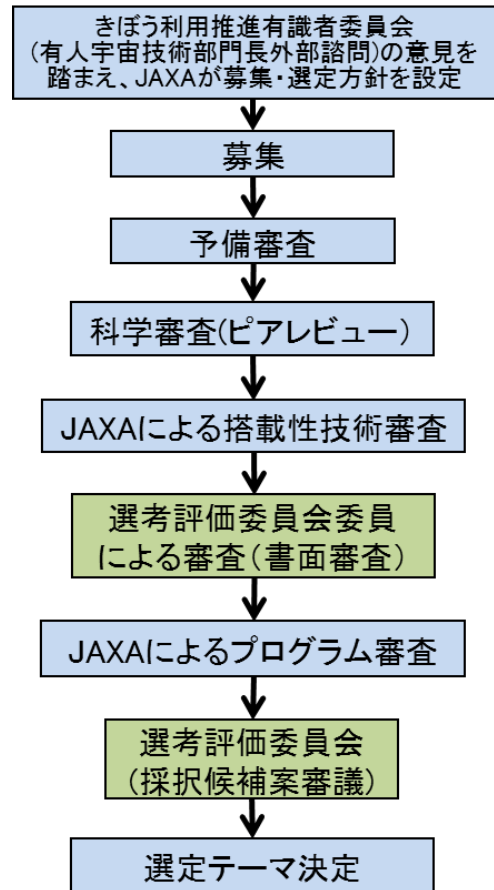 きぼう利用推進有識者委員会
(有人宇宙技術部門長外部諮問)の意見を
踏まえ、JAXAが募集・選定方針を設定
募集
予備審査
科学審査(ピアレビュー)
JAXAによる搭載性技術審査
選考評価委員会委員
による審査(書面審査)
JAXAによるプログラム審査
選考評価委員会
(採択候補案審議)
選定テーマ決定